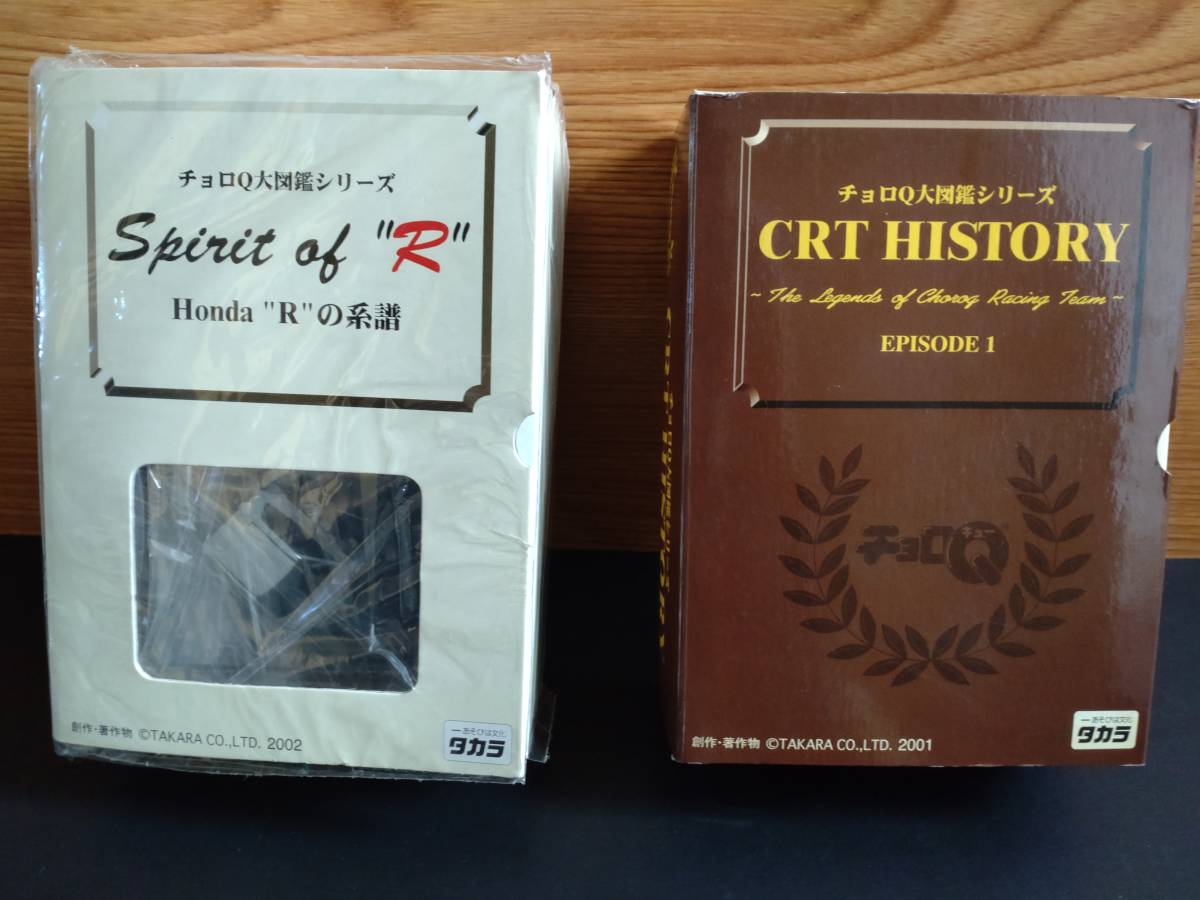 チョロQ大図鑑シリーズ
Spirit of "R"
Honda "R"の系譜
創作・著作物 ©TAKARA CO.,LTD. 2002
あそびは文化
タカラ
チョロQ大図鑑シリーズ
CRT HISTORY
~ The Legends of Choroq Racing Team ~
EPISODE 1
チョロQ
キュー
創作・著作物 ©TAKARA CO.,LTD. 2001
あそびは文化
タカラ